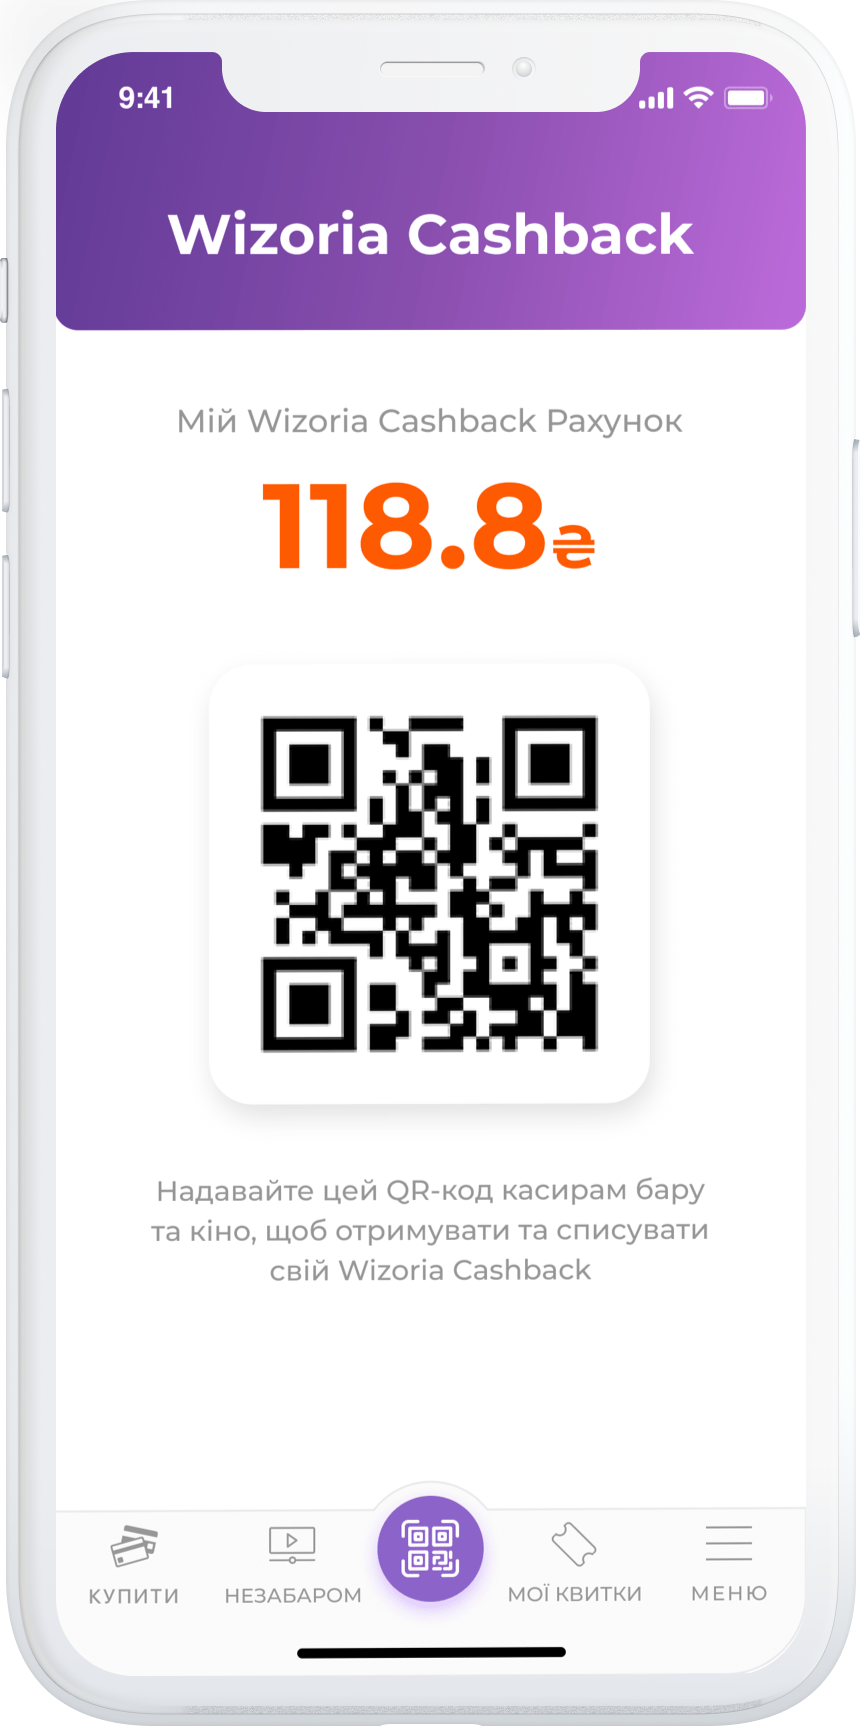 9:41
Wizoria Cashback
Мій Wizoria Cashback Рахунок
118.8₴
Надавайте цей QR-код касирам бару
та кіно, щоб отримувати та списувати
свій Wizoria Cashback
КУПИТИ НЕЗАБАРОМ МОЇ КВИТКИ МЕНЮ